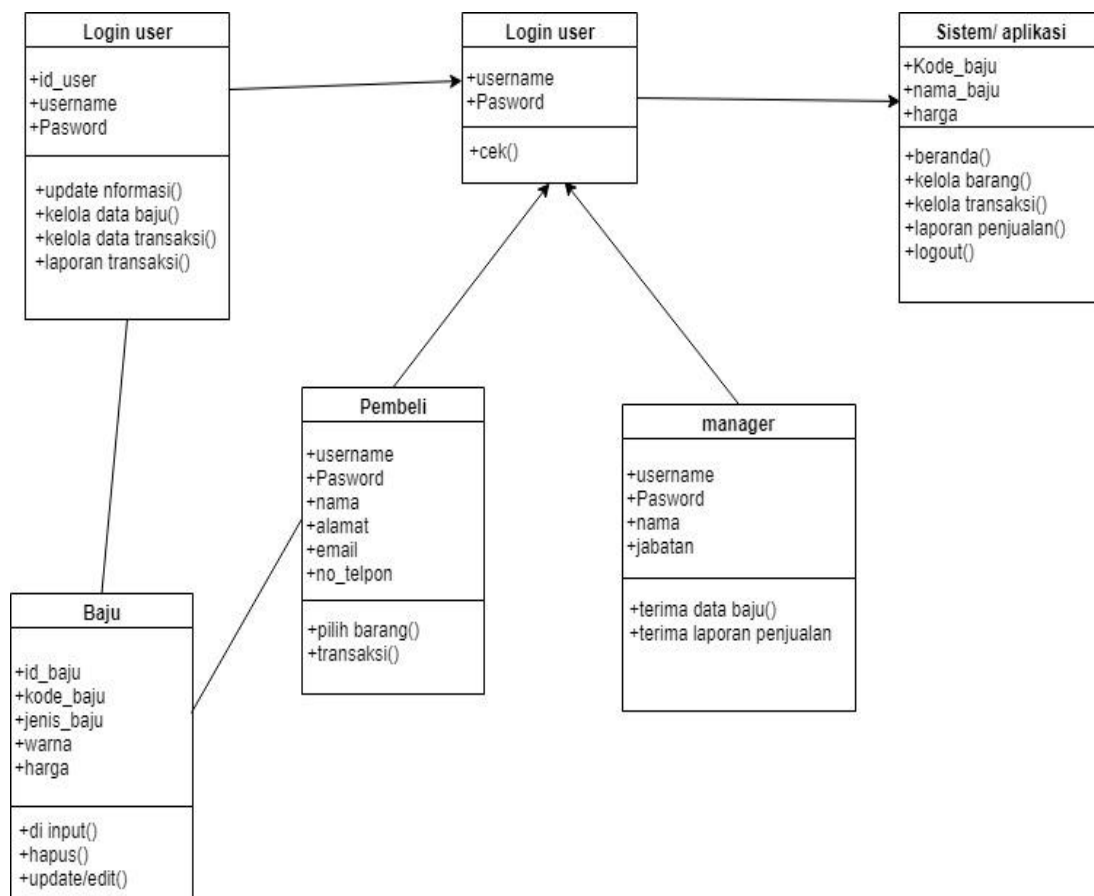 Login user
+id_user
+username
+Pasword
+update nformasi()
+kelola data baju()
+kelola data transaksi()
+laporan transaksi()
Login user
+username
+Pasword
+cek()
Sistem/ aplikasi
+Kode_baju
+nama_baju
+harga
+beranda()
+kelola barang()
+kelola transaksi()
+laporan penjualan()
+logout()
Pembeli
+username
+Pasword
+nama
+alamat
+email
+no_telpon
+pilih barang()
+transaksi()
manager
+username
+Pasword
+nama
+jabatan
+terima data baju()
+terima laporan penjualan
Baju
+id_baju
+kode_baju
+jenis_baju
+warna
+harga
+di input()
+hapus()
+update/edit()